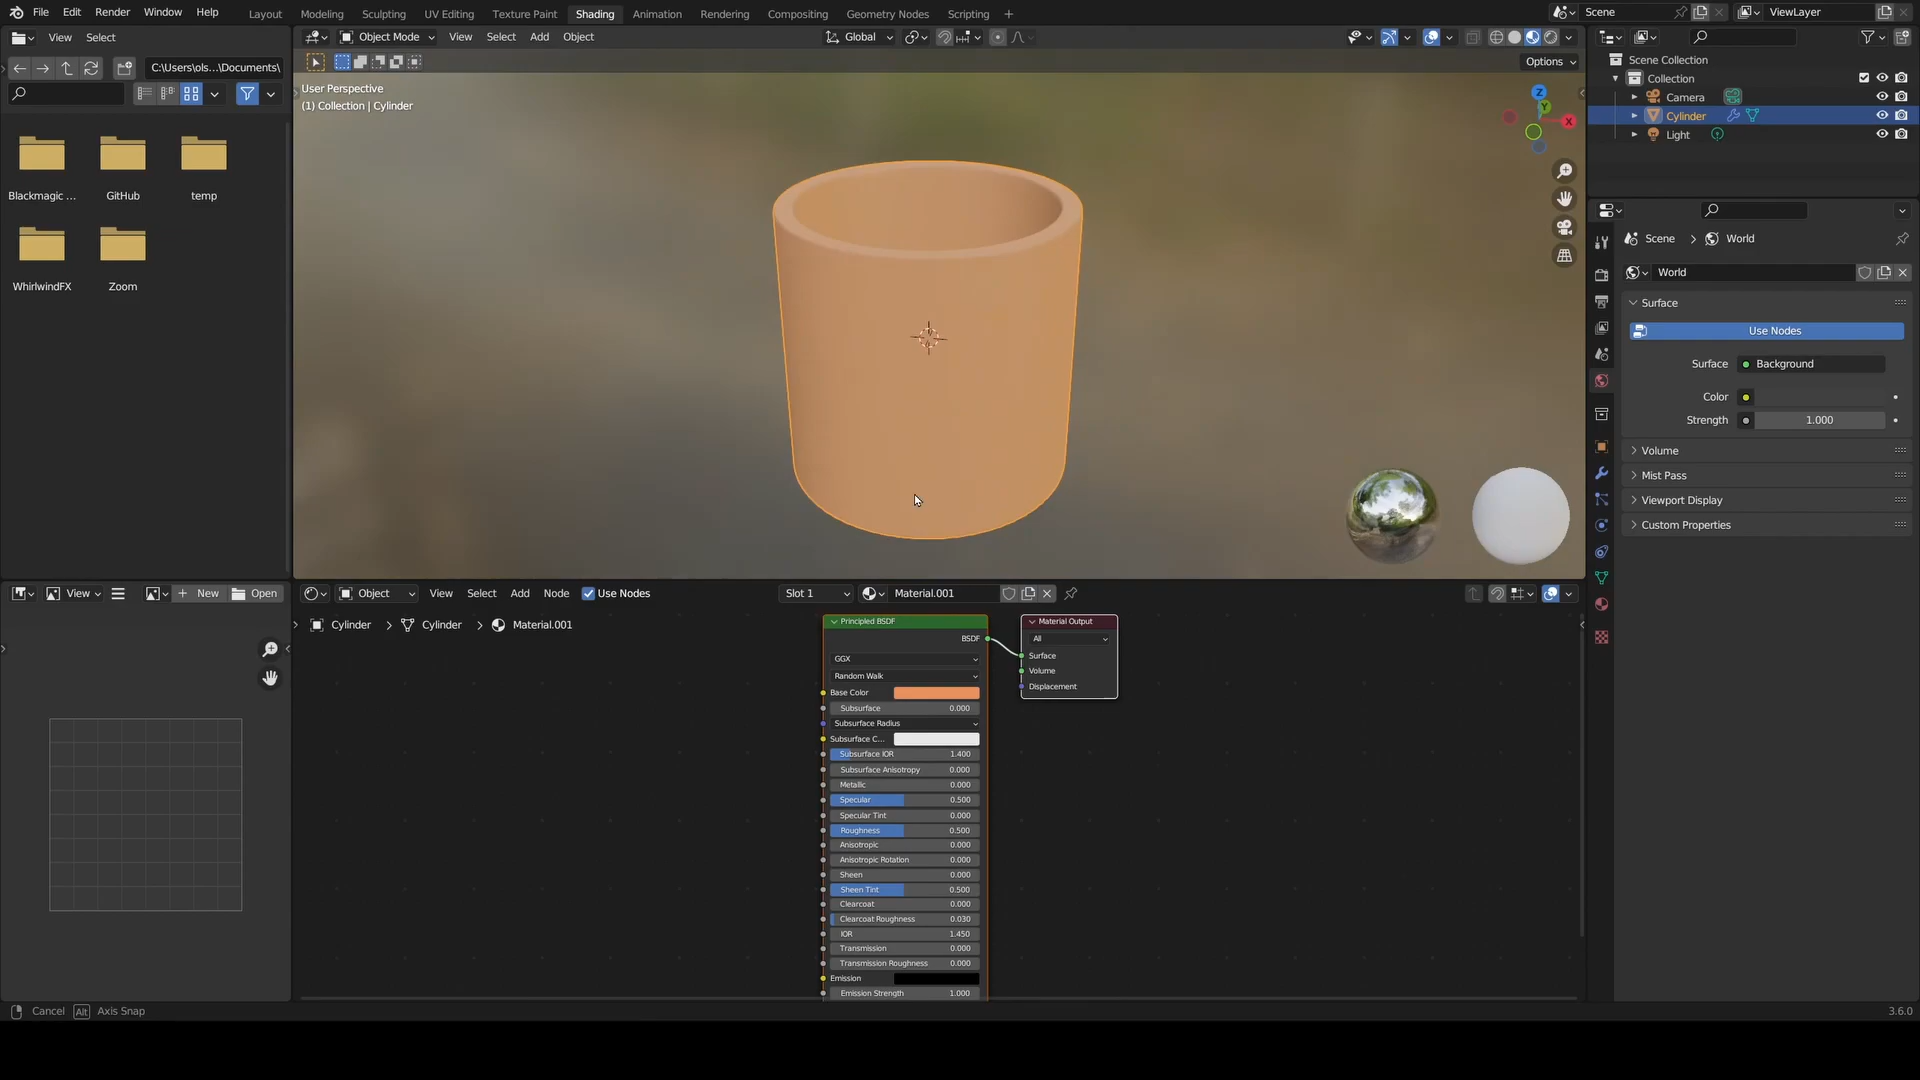 File Edit Render Window Help Layout Modeling Sculpting UV Editing Texture Paint Shading Animation Rendering Compositing Geometry Nodes Scripting Scene ViewLayer
View Select
Object Mode View Select Add Object Global
C:\Users\ols...\Documents\
Options
User Perspective
(1) Collection | Cylinder
Z
Y
X
Blackmagic ... GitHub temp
WhirlwindFX Zoom
Scene Collection
Collection
Camera
Cylinder
Light
Scene > World
World
Surface
Use Nodes
Surface Background
Color
Strength 1.000
Volume
Mist Pass
Viewport Display
Custom Properties
View New Open
Object View Select Add Node Use Nodes Slot 1 Material.001
Cylinder > Cylinder > Material.001
Principled BSDF
BSDF
GGX
Random Walk
Base Color
Subsurface 0.000
Subsurface Radius
Subsurface C...
Subsurface IOR 1.400
Subsurface Anisotropy 0.000
Metallic 0.000
Specular 0.500
Specular Tint 0.000
Roughness 0.500
Anisotropic 0.000
Anisotropic Rotation 0.000
Sheen 0.000
Sheen Tint 0.500
Clearcoat 0.000
Clearcoat Roughness 0.030
IOR 1.450
Transmission 0.000
Transmission Roughness 0.000
Emission
Emission Strength 1.000
Material Output
All
Surface
Volume
Displacement
Cancel Alt Axis Snap
3.6.0